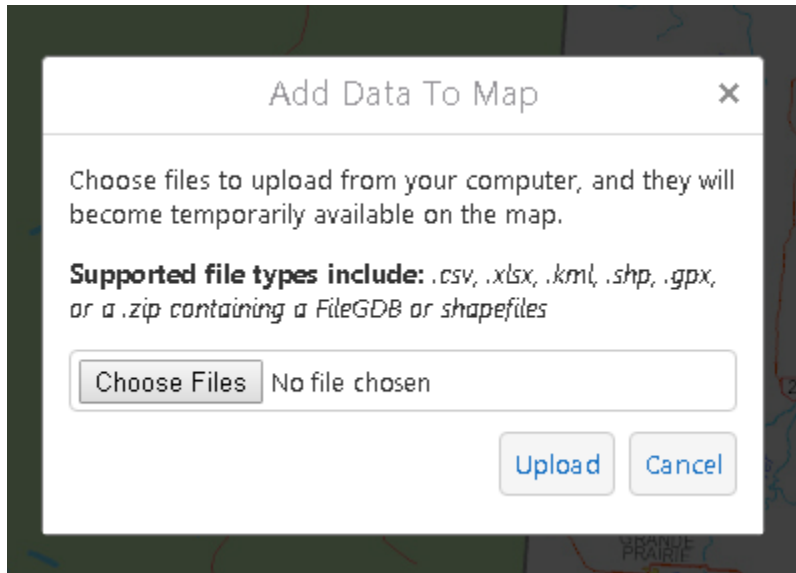 Add Data To Map ×
Choose files to upload from your computer, and they will
become temporarily available on the map.
Supported file types include: .csv, .xlsx, .kml, .shp, .gpx,
or a .zip containing a FileGDB or shapefiles
Choose Files No file chosen
Upload Cancel
GRANDE
PRAIRIE